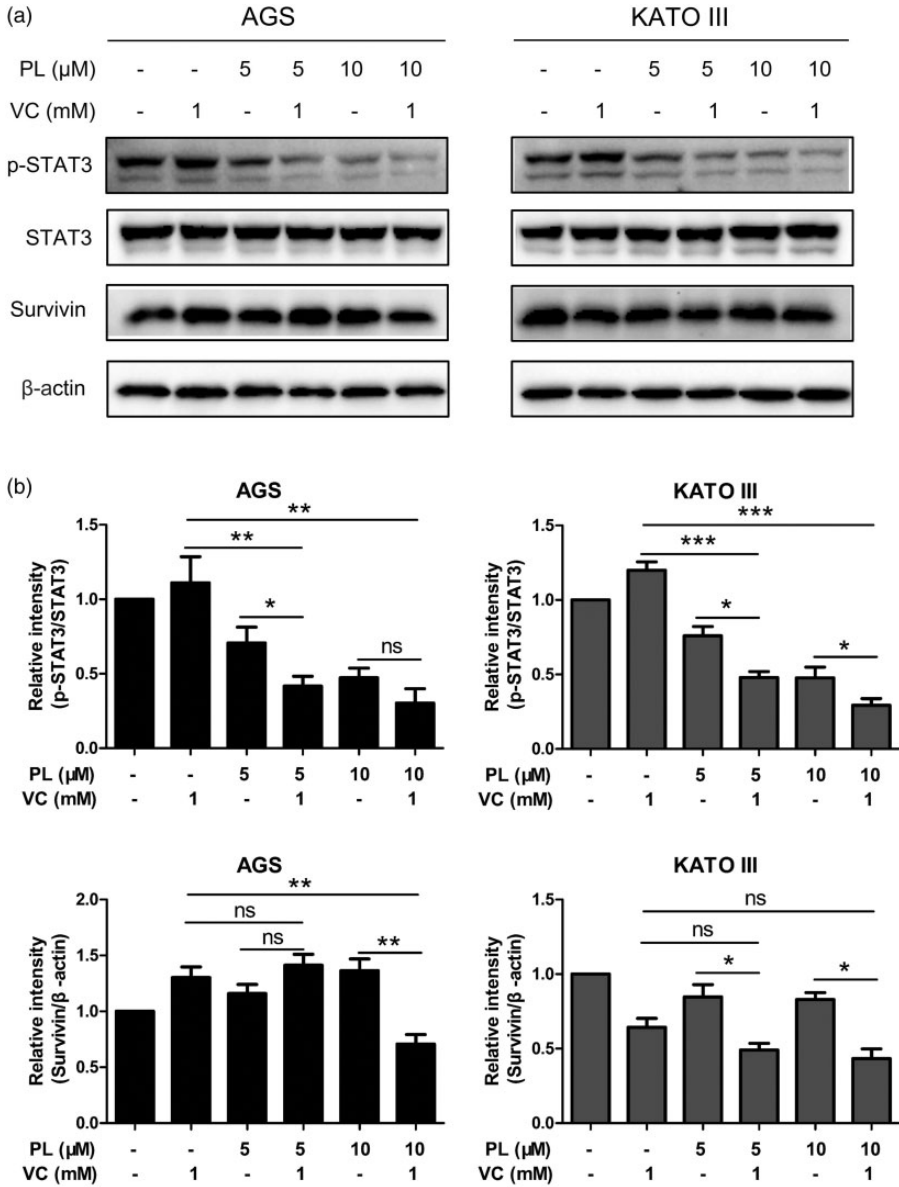 (a)
AGS KATO III
PL (µM) - - 5 5 10 10 - - 5 5 10 10
VC (mM) - 1 - 1 - 1 - 1 - 1 - 1
p-STAT3
STAT3
Survivin
β-actin
(b)
AGS
Relative intensity
(p-STAT3/STAT3)
1.5
1.0
0.5
0.0
**
**
*
ns
PL (µM) - - 5 5 10 10
VC (mM) - 1 - 1 - 1
KATO III
Relative intensity
(p-STAT3/STAT3)
1.5
1.0
0.5
0.0
***
***
*
*
PL (µM) - - 5 5 10 10
VC (mM) - 1 - 1 - 1
AGS
Relative intensity
(Survivin/β -actin)
2.0
1.5
1.0
0.5
0.0
**
ns
ns
**
PL (µM) - - 5 5 10 10
VC (mM) - 1 - 1 - 1
KATO III
Relative intensity
(Survivin/β -actin)
1.5
1.0
0.5
0.0
ns
ns
*
*
PL (µM) - - 5 5 10 10
VC (mM) - 1 - 1 - 1